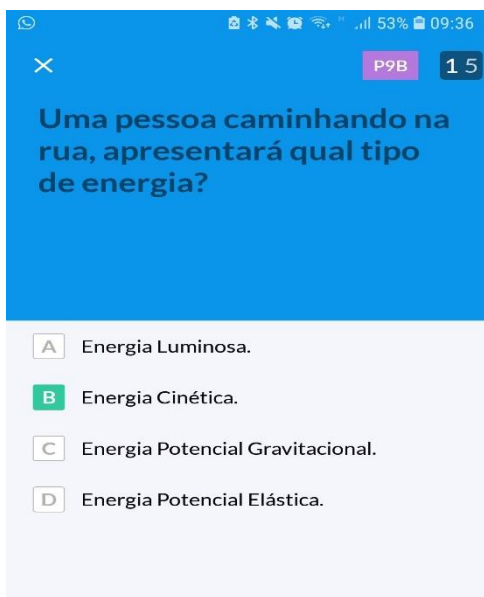 53% 09:36
P9B 15
Uma pessoa caminhando na
rua, apresentará qual tipo
de energia?
A Energia Luminosa.
B Energia Cinética.
C Energia Potencial Gravitacional.
D Energia Potencial Elástica.